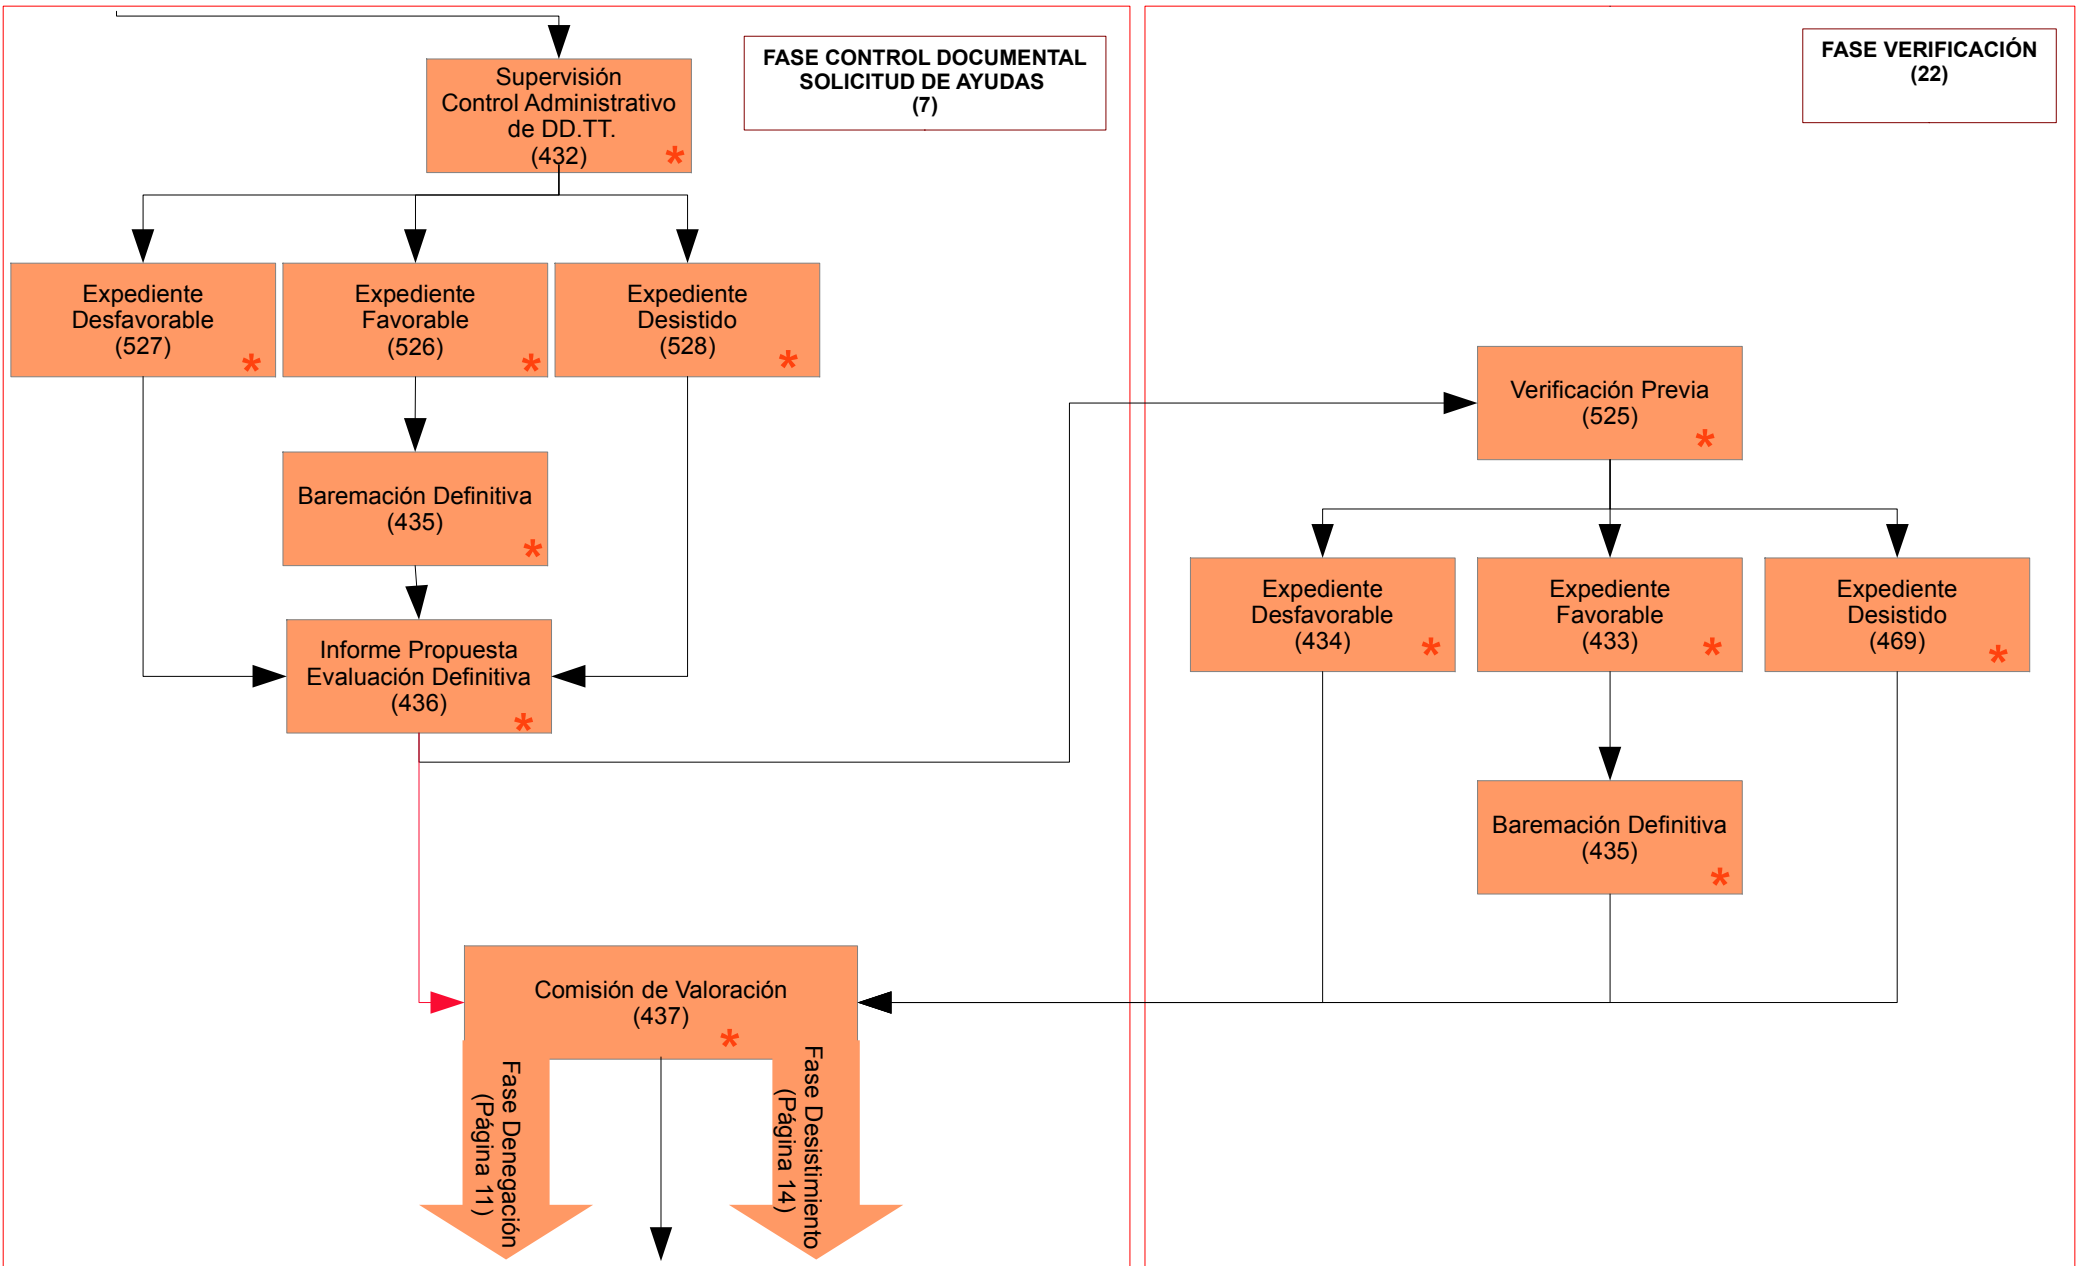 FASE CONTROL DOCUMENTAL
SOLICITUD DE AYUDAS
(7)
Supervisión
Control Administrativo
de DD.TT.
(432)
*
Expediente
Desfavorable
(527)
*
Expediente
Favorable
(526)
*
Expediente
Desistido
(528)
*
Baremación Definitiva
(435)
*
Informe Propuesta
Evaluación Definitiva
(436)
*
Comisión de Valoración
(437)
*
Fase Denegación
(Página 11)
Fase Desistimiento
(Página 14)
FASE VERIFICACIÓN
(22)
Verificación Previa
(525)
*
Expediente
Desfavorable
(434)
*
Expediente
Favorable
(433)
*
Expediente
Desistido
(469)
*
Baremación Definitiva
(435)
*